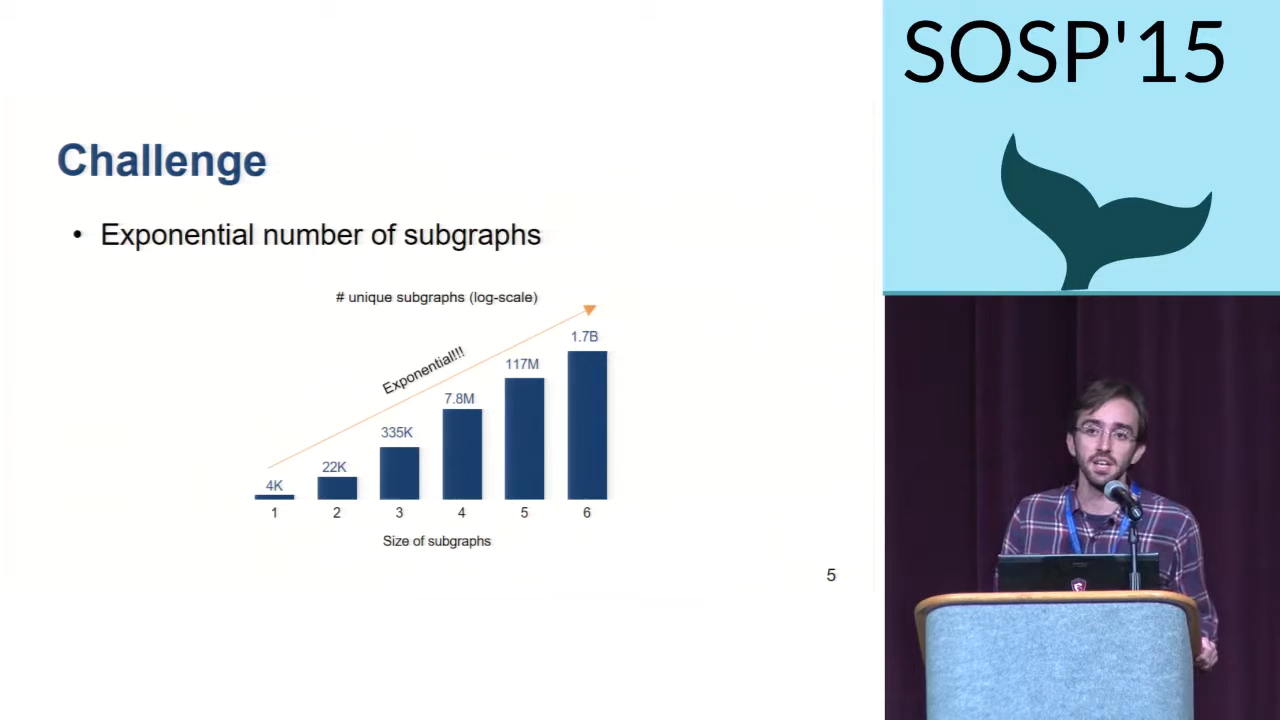 SOSP'15
Challenge
• Exponential number of subgraphs
# unique subgraphs (log-scale)
Exponential!!!
4K
22K
335K
7.8M
117M
1.7B
1
2
3
4
5
6
Size of subgraphs
5